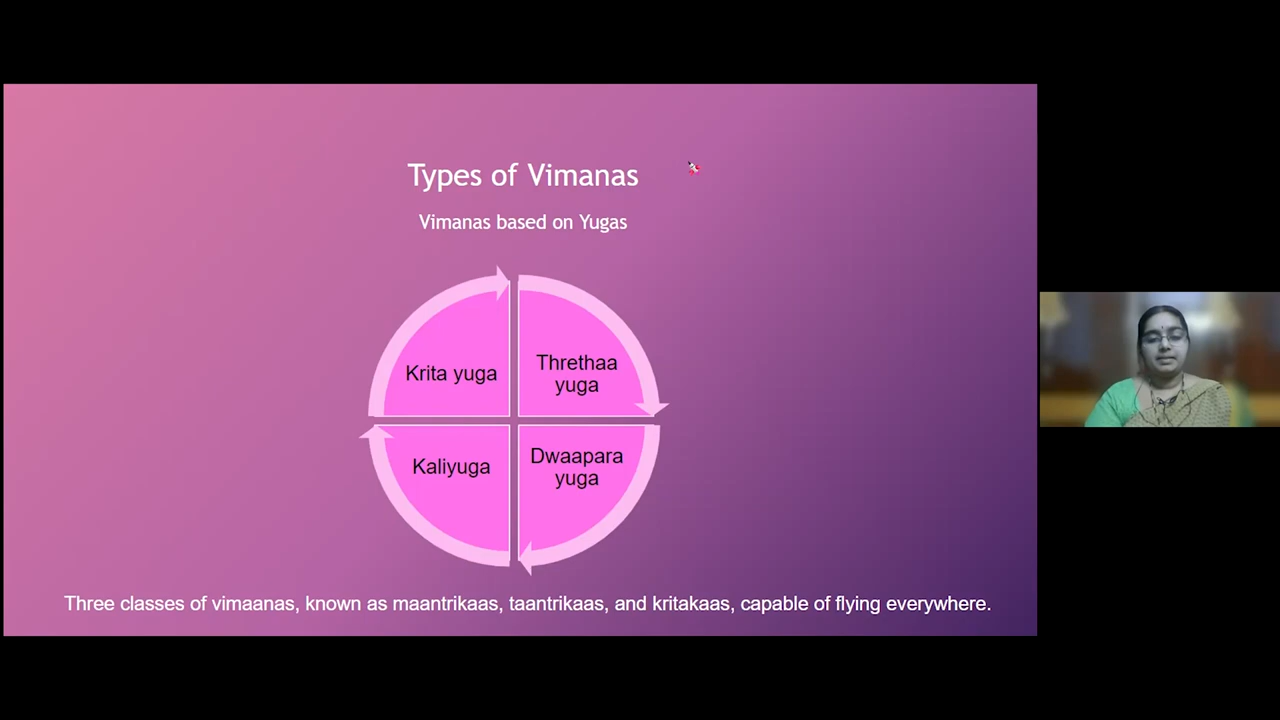 Types of Vimanas
Vimanas based on Yugas
Krita yuga
Threthaa
yuga
Kaliyuga
Dwaapara
yuga
Three classes of vimaanas, known as maantrikaas, taantrikaas, and kritakaas, capable of flying everywhere.